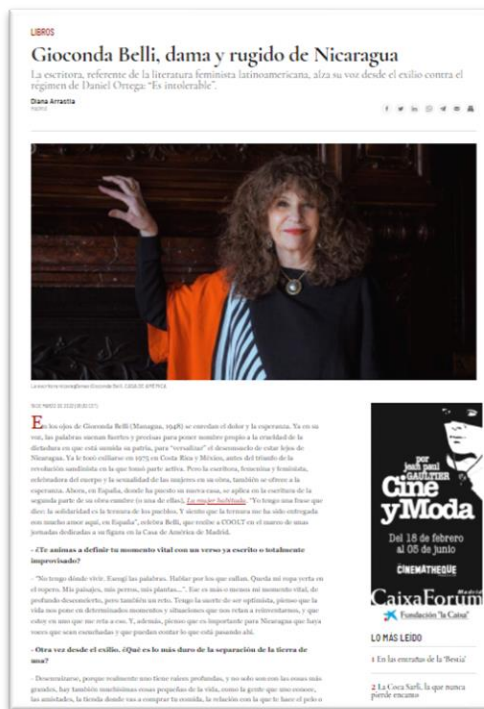 LIBROS
Gioconda Belli, dama y rugido de Nicaragua
La escritora, referente de la literatura feminista latinoamericana, alza su voz desde el exilio contra el
régimen de Daniel Ortega: “Es intolerable”.
Diana Arrastia
MADRID
La escritora nicaragüense Gioconda Belli. CASA DE AMÉRICA
En los ojos de Gioconda Belli (Managua, 1948) se enredan el dolor y la esperanza. Ya en su
voz, las palabras suenan fuertes y precisas para poner nombre propio a la crueldad de la
dictadura en que está sumida su patria, para “versalizar” el desconsuelo de estar lejos de
Nicaragua. Ya le tocó exiliarse en 1975 en Costa Rica y México, antes del triunfo de la
revolución sandinista en la que tomó parte activa. Pero la escritora, femenina y feminista,
celebradora del cuerpo y la sexualidad de las mujeres en su obra, también se ofrece a la
esperanza. Ahora, en España, donde ha puesto su nueva casa, se aplica en la escritura de la
segunda parte de su obra cumbre (o una de ellas), La mujer habitada. “Yo tengo una frase que
dice: la solidaridad es la ternura de los pueblos. Y siento que la ternura me ha sido entregada
con mucho amor aquí, en España”, celebra Belli, que recibe a COOLT en el marco de unas
jornadas dedicadas a su figura en la Casa de América de Madrid.
- ¿Te animas a definir tu momento vital con un verso ya escrito o totalmente
improvisado?
- “No tengo dónde vivir. Escogí las palabras. Hablar por los que callan. Queda mi ropa yerta en
el ropero. Mis paisajes, mis perros, mis plantas...”. Ese es más o menos mi momento vital, de
profundo desconcierto, pero también un reto. Tengo la suerte de ser optimista, pienso que la
vida nos pone en determinados momentos y situaciones que nos retan a reinventarnos, y que
estoy en uno que me reta a eso. Y, además, pienso que es importante para Nicaragua que haya
voces que sean escuchadas y que puedan contar lo que está pasando ahí.
- Otra vez desde el exilio. ¿Qué es lo más duro de la separación de la tierra de
una?
- Desenraizarse, porque realmente uno tiene raíces profundas, y no solo son con las cosas más
grandes, hay también muchísimas cosas pequeñas de la vida, como la gente que uno conoce,
las amistades, la tienda donde vas a comprar tu comida, la relación con la que te hace el pelo o
por
jean paul
GAULTIER
Cine
y Moda
Del 18 de febrero
al 05 de junio
CINÉMATHÈQUE
CaixaForum
Fundación "la Caixa"
LO MÁS LEÍDO
1 En las entrañas de la ‘Bestia’
2 La Coca Sarli, la que nunca
pierde encanto